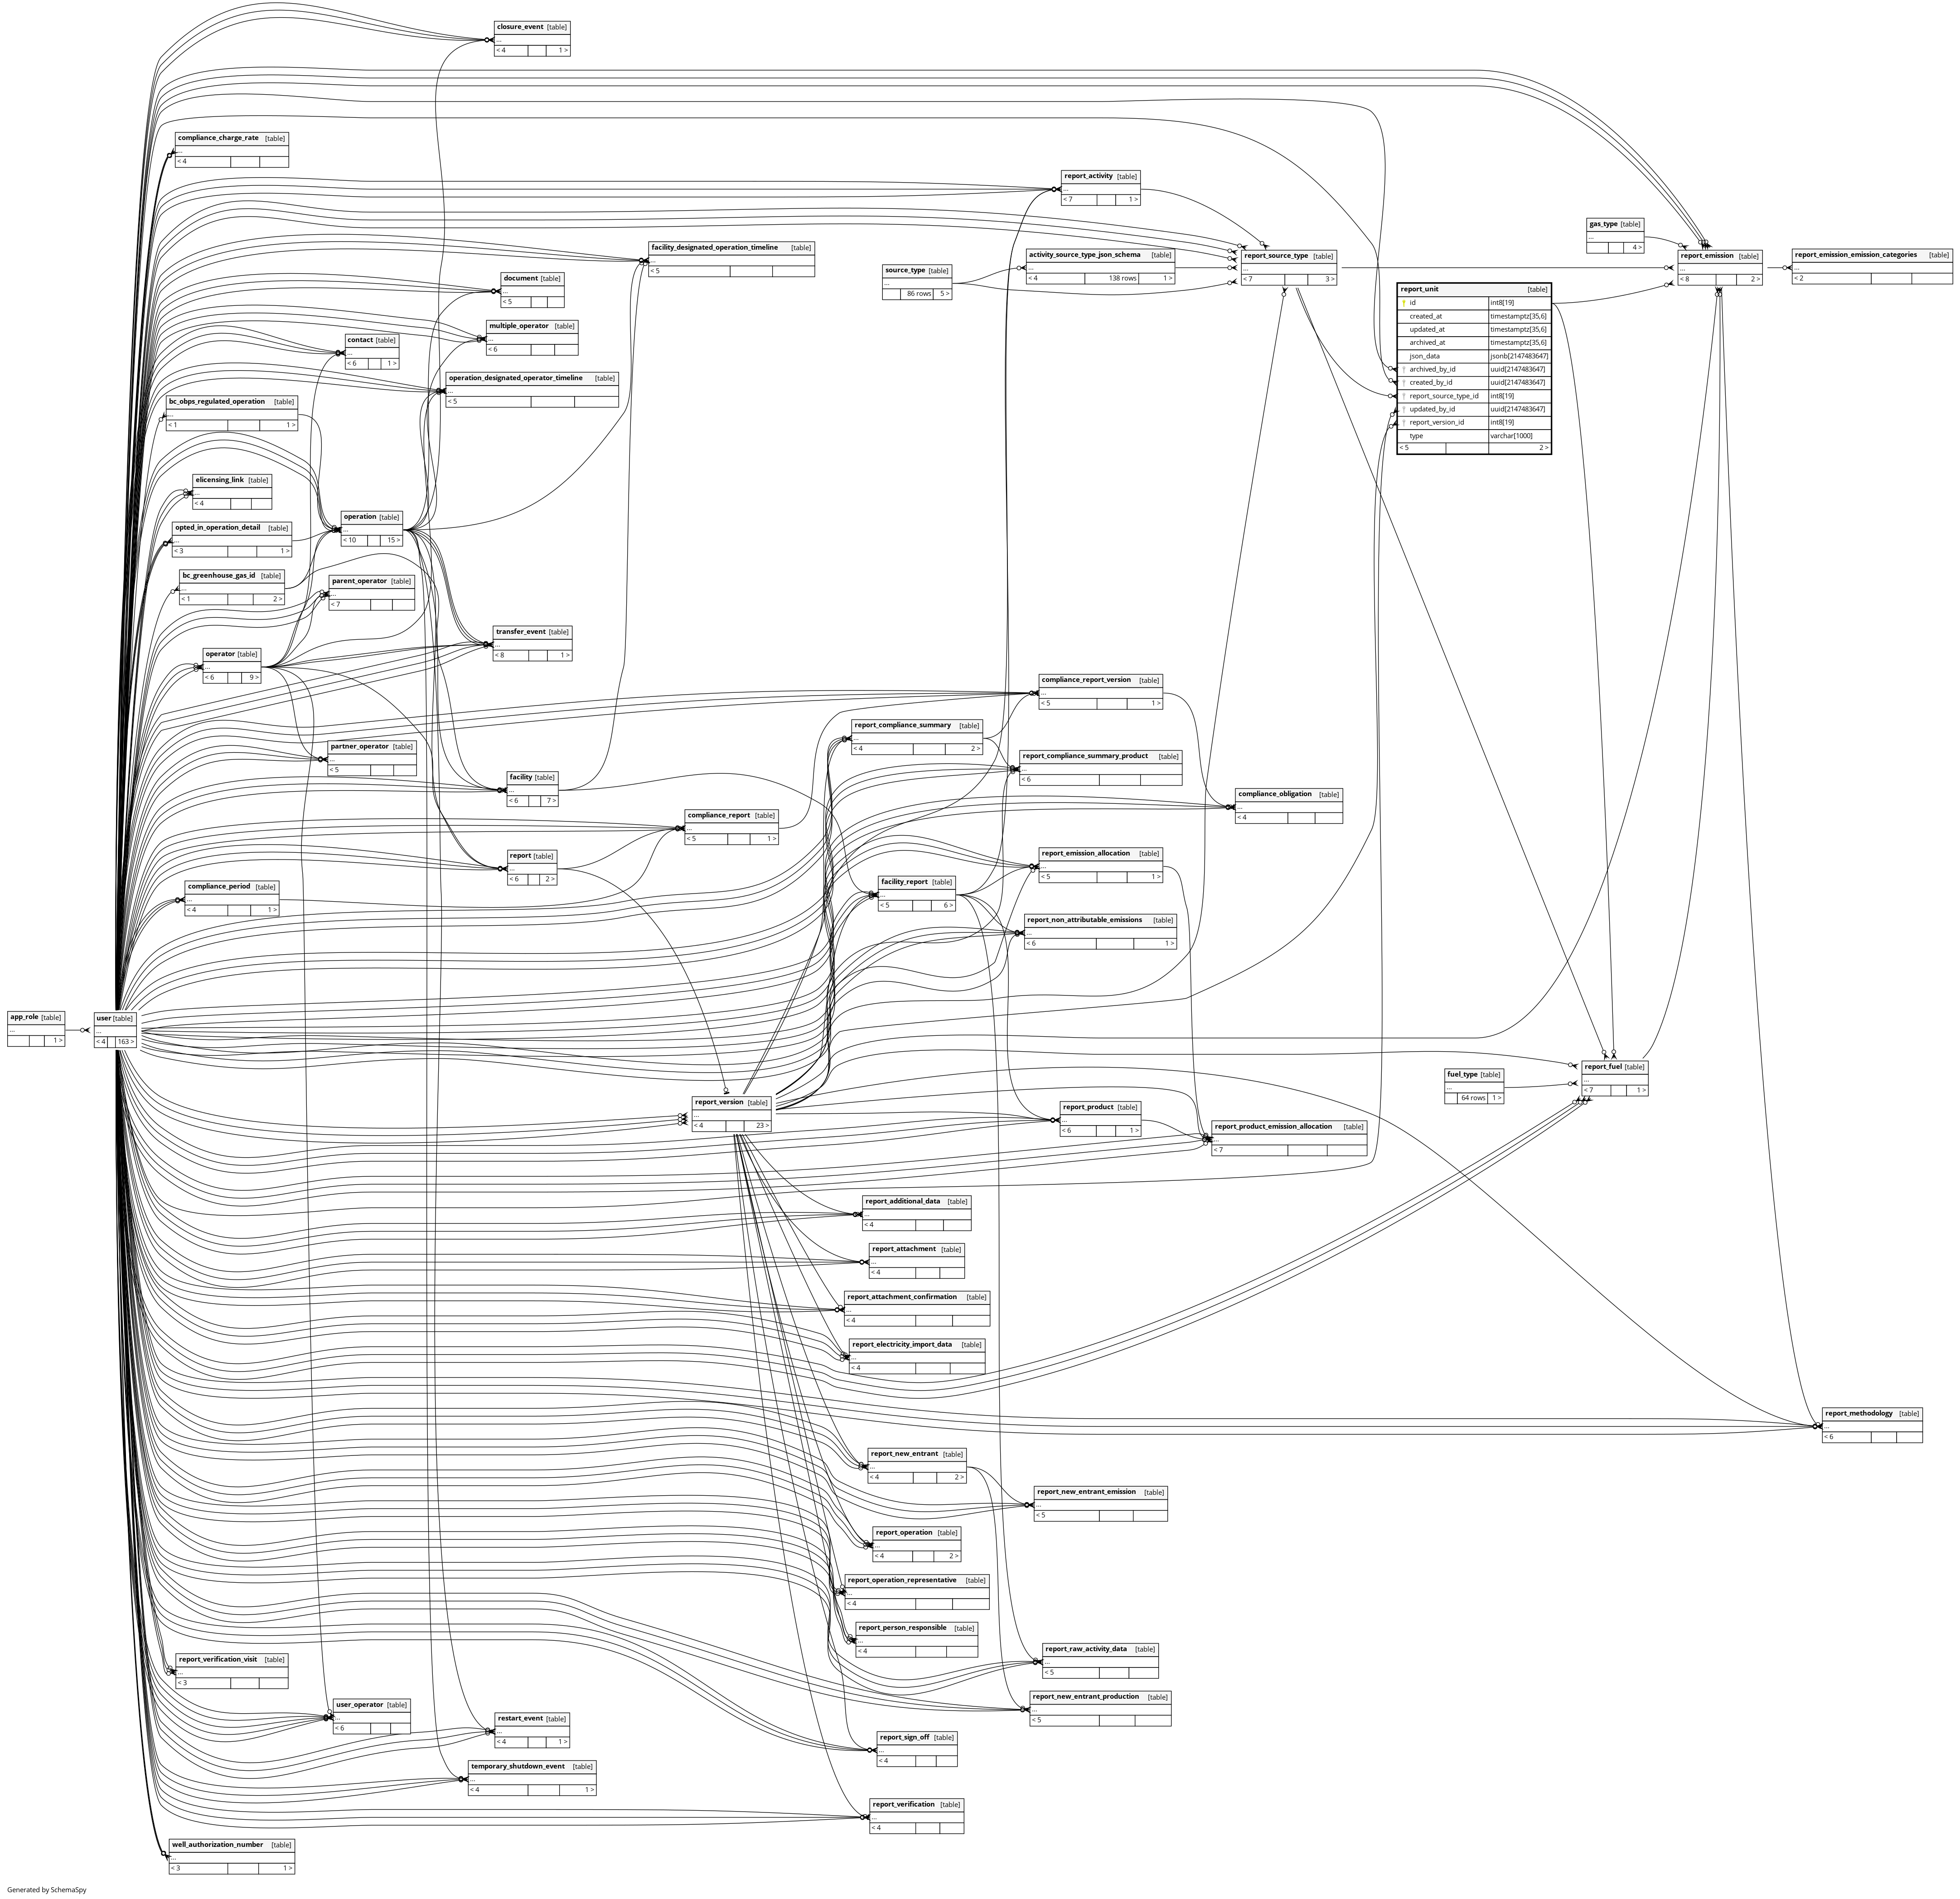 closure_event [table]
...
< 4 1 >
compliance_charge_rate [table]
...
< 4
report_activity [table]
...
< 7 1 >
gas_type [table]
...
4 >
facility_designated_operation_timeline [table]
...
< 5
source_type [table]
...
86 rows 5 >
activity_source_type_json_schema [table]
...
< 4 138 rows 1 >
report_source_type [table]
...
< 7 3 >
report_emission [table]
...
< 8 2 >
report_emission_emission_categories [table]
...
< 2
document [table]
...
< 5
report_unit [table]
id int8[19]
created_at timestamptz[35,6]
updated_at timestamptz[35,6]
archived_at timestamptz[35,6]
json_data jsonb[2147483647]
archived_by_id uuid[2147483647]
created_by_id uuid[2147483647]
report_source_type_id int8[19]
updated_by_id uuid[2147483647]
report_version_id int8[19]
type varchar[1000]
< 5 2 >
multiple_operator [table]
...
< 6
contact [table]
...
< 6 1 >
operation_designated_operator_timeline [table]
...
< 5
bc_obps_regulated_operation [table]
...
< 1 1 >
elicensing_link [table]
...
< 4
operation [table]
...
< 10 15 >
opted_in_operation_detail [table]
...
< 3 1 >
bc_greenhouse_gas_id [table]
...
< 1 2 >
parent_operator [table]
...
< 7
transfer_event [table]
...
< 8 1 >
operator [table]
...
< 6 9 >
compliance_report_version [table]
...
< 5 1 >
report_compliance_summary [table]
...
< 4 2 >
partner_operator [table]
...
< 5
report_compliance_summary_product [table]
...
< 6
facility [table]
...
< 6 7 >
compliance_obligation [table]
...
< 4
compliance_report [table]
...
< 5 1 >
report [table]
...
< 6 2 >
report_emission_allocation [table]
...
< 5 1 >
compliance_period [table]
...
< 4 1 >
facility_report [table]
...
< 5 6 >
report_non_attributable_emissions [table]
...
< 6 1 >
app_role [table]
...
1 >
user [table]
...
< 4 163 >
fuel_type [table]
...
64 rows 1 >
report_fuel [table]
...
< 7 1 >
report_version [table]
...
< 4 23 >
report_product [table]
...
< 6 1 >
report_product_emission_allocation [table]
...
< 7
report_additional_data [table]
...
< 4
report_attachment [table]
...
< 4
report_attachment_confirmation [table]
...
< 4
report_electricity_import_data [table]
...
< 4
report_methodology [table]
...
< 6
report_new_entrant [table]
...
< 4 2 >
report_new_entrant_emission [table]
...
< 5
report_operation [table]
...
< 4 2 >
report_operation_representative [table]
...
< 4
report_person_responsible [table]
...
< 4
report_raw_activity_data [table]
...
< 5
report_verification_visit [table]
...
< 3
report_new_entrant_production [table]
...
< 5
user_operator [table]
...
< 6
restart_event [table]
...
< 4 1 >
report_sign_off [table]
...
< 4
temporary_shutdown_event [table]
...
< 4 1 >
report_verification [table]
...
< 4
well_authorization_number [table]
...
< 3 1 >
Generated by SchemaSpy